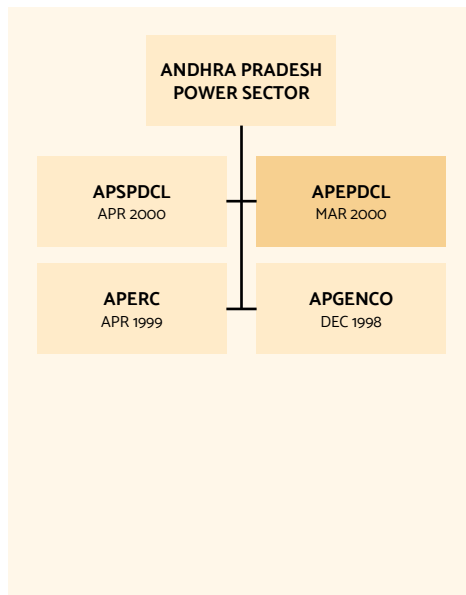 ANDHRA PRADESH
POWER SECTOR
APSPDCL
APR 2000
APEPDCL
MAR 2000
APERC
APR 1999
APGENCO
DEC 1998